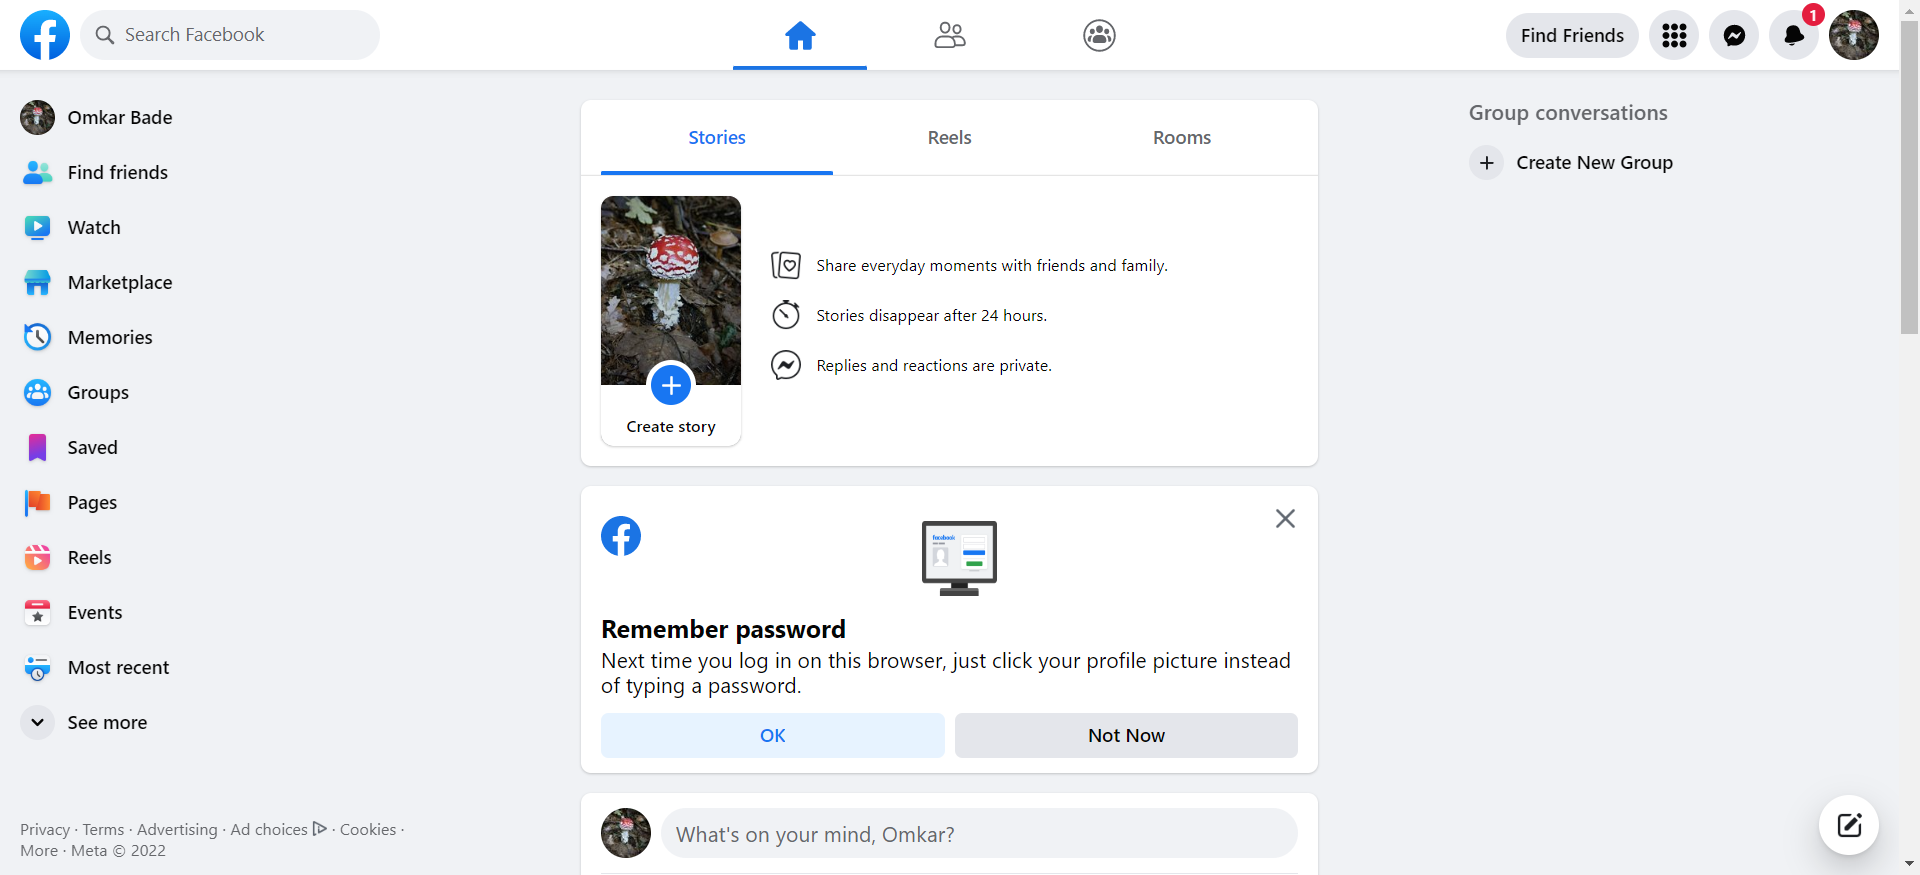 Search Facebook
Find Friends
1
Omkar Bade
Find friends
Watch
Marketplace
Memories
Groups
Saved
Pages
Reels
Events
Most recent
See more
Privacy · Terms · Advertising · Ad choices · Cookies ·
More · Meta © 2022
Stories Reels Rooms
Share everyday moments with friends and family.
Stories disappear after 24 hours.
Replies and reactions are private.
Create story
facebook
Remember password
Next time you log in on this browser, just click your profile picture instead
of typing a password.
OK Not Now
What's on your mind, Omkar?
Group conversations
Create New Group